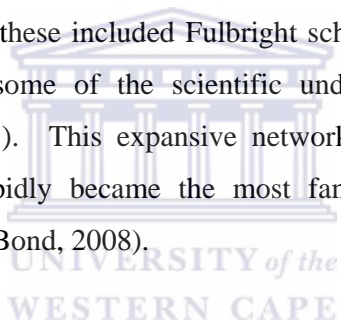 these included Fulbright sch
some of the scientific und
). This expansive network
pidly became the most fam
Bond, 2008).
UNIVERSITY of the
WESTERN CAPE